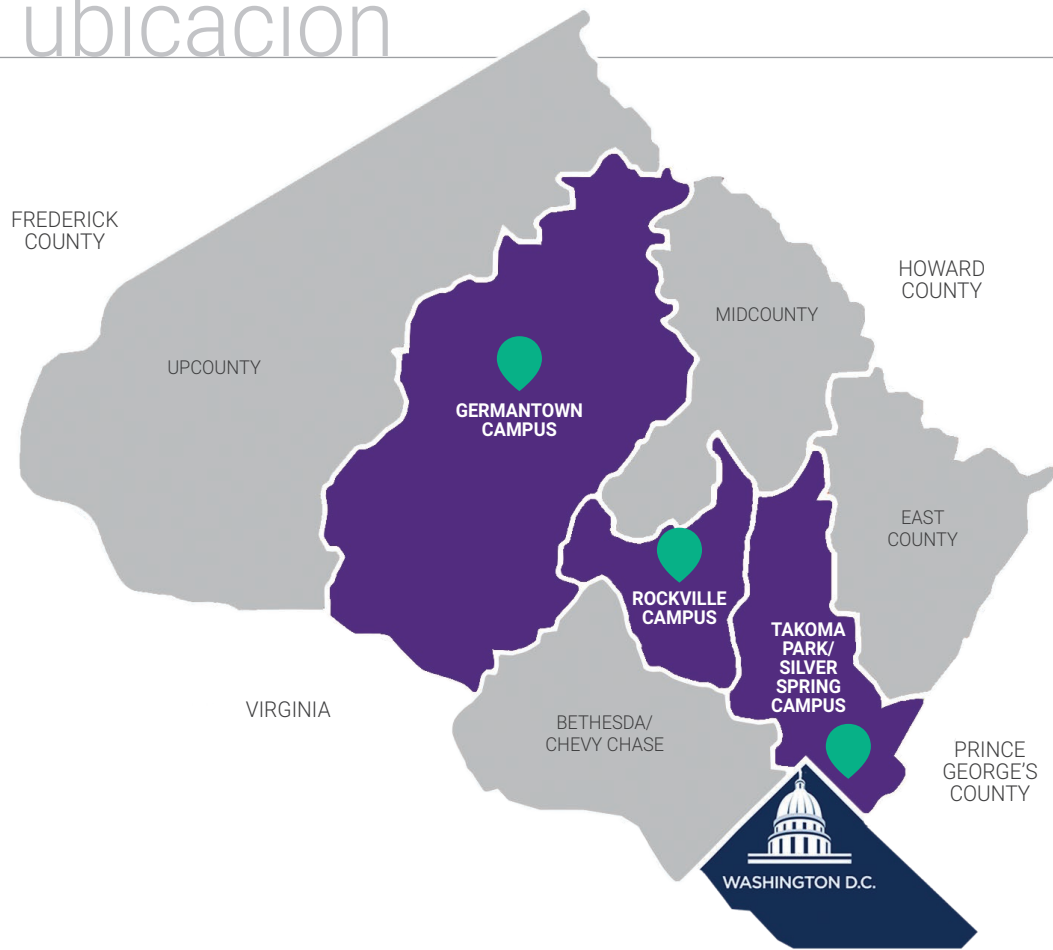 ubicacion
FREDERICK
COUNTY
HOWARD
COUNTY
MIDCOUNTY
UPCOUNTY
GERMANTOWN
CAMPUS
EAST
COUNTY
ROCKVILLE
CAMPUS
TAKOMA
PARK/
SILVER
SPRING
CAMPUS
VIRGINIA
BETHESDA/
CHEVY CHASE
PRINCE
GEORGE'S
COUNTY
WASHINGTON D.C.